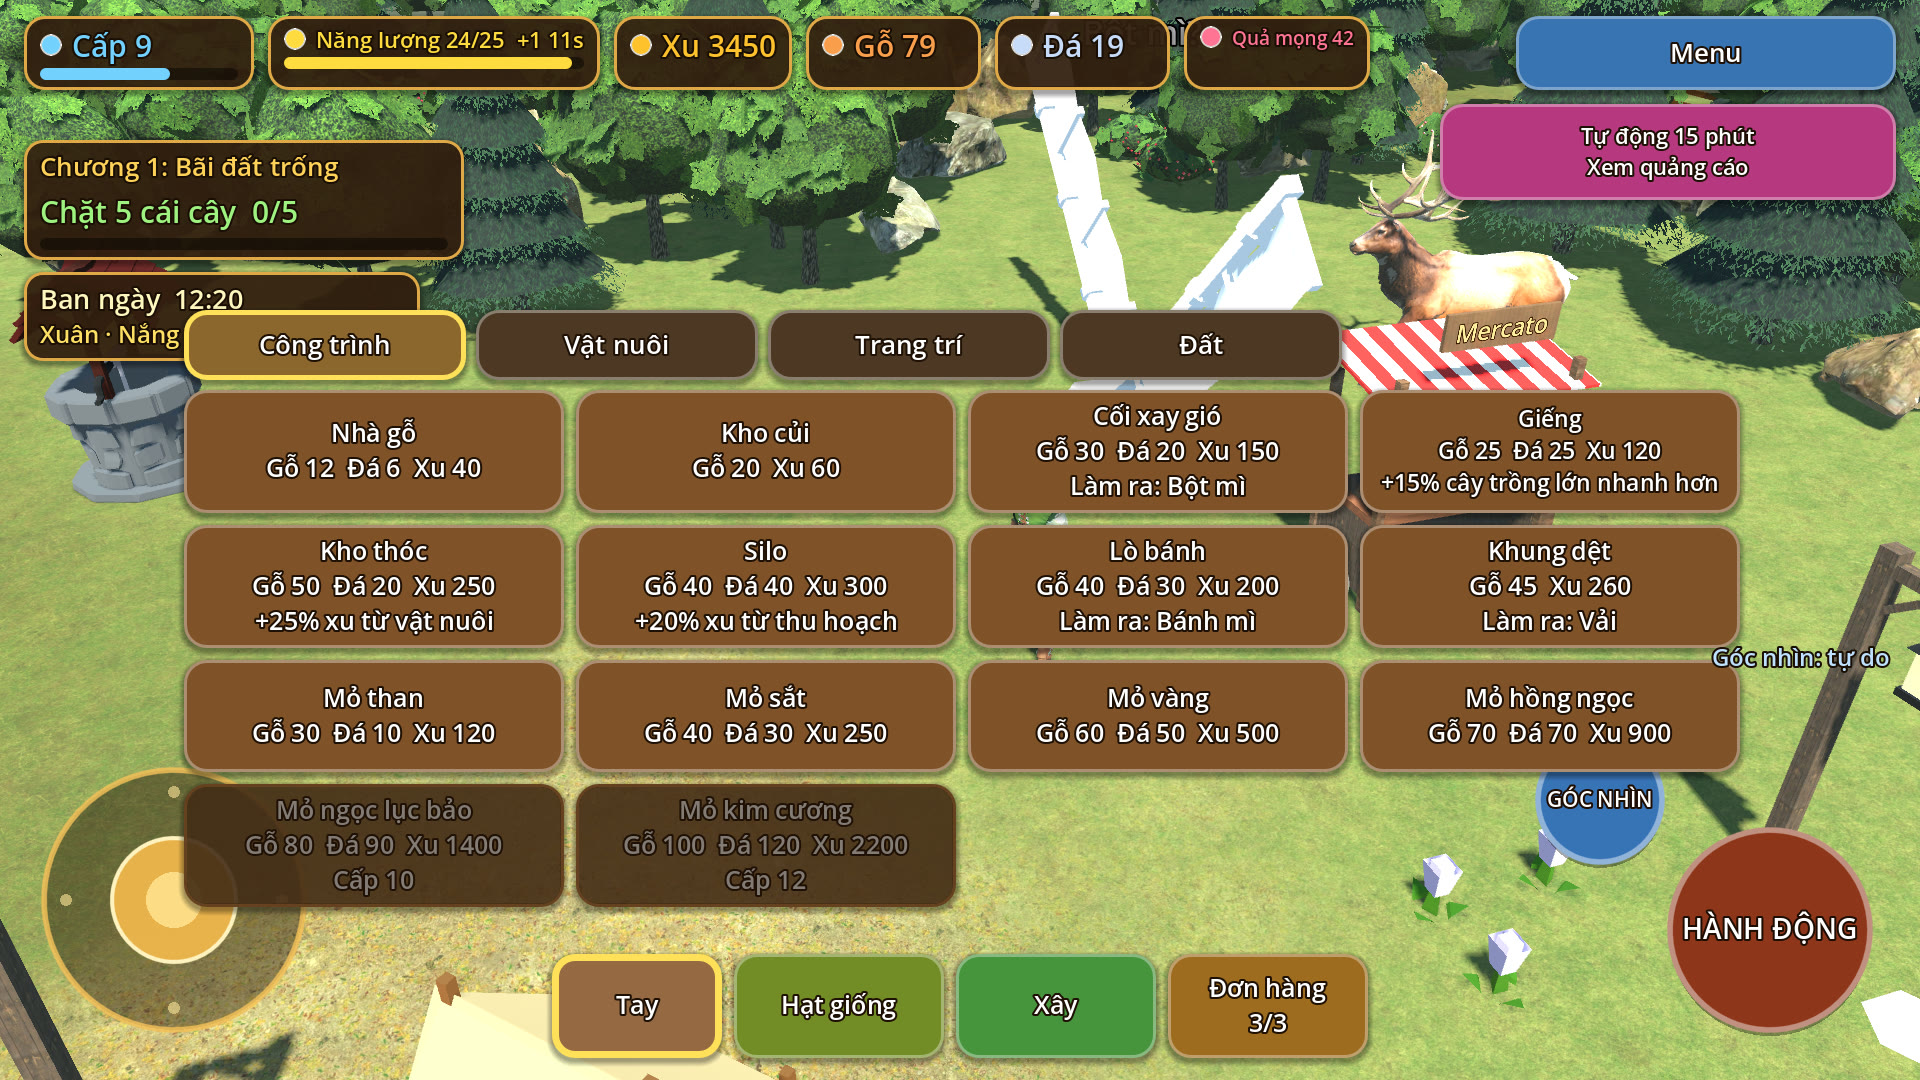 Cấp 9
Năng lượng 24/25 +1 11s
Xu 3450
Gỗ 79
Đá 19
Quả mọng 42
Menu
Tự động 15 phút
Xem quảng cáo
Chương 1: Bãi đất trống
Chặt 5 cái cây 0/5
Ban ngày 12:20
Xuân · Nắng
Mercato
Công trình
Vật nuôi
Trang trí
Đất
Nhà gỗ
Gỗ 12 Đá 6 Xu 40
Kho củi
Gỗ 20 Xu 60
Cối xay gió
Gỗ 30 Đá 20 Xu 150
Làm ra: Bột mì
Giếng
Gỗ 25 Đá 25 Xu 120
+15% cây trồng lớn nhanh hơn
Kho thóc
Gỗ 50 Đá 20 Xu 250
+25% xu từ vật nuôi
Silo
Gỗ 40 Đá 40 Xu 300
+20% xu từ thu hoạch
Lò bánh
Gỗ 40 Đá 30 Xu 200
Làm ra: Bánh mì
Khung dệt
Gỗ 45 Xu 260
Làm ra: Vải
Góc nhìn: tự do
Mỏ than
Gỗ 30 Đá 10 Xu 120
Mỏ sắt
Gỗ 40 Đá 30 Xu 250
Mỏ vàng
Gỗ 60 Đá 50 Xu 500
Mỏ hồng ngọc
Gỗ 70 Đá 70 Xu 900
Mỏ ngọc lục bảo
Gỗ 80 Đá 90 Xu 1400
Cấp 10
Mỏ kim cương
Gỗ 100 Đá 120 Xu 2200
Cấp 12
GÓC NHÌN
HÀNH ĐỘNG
Tay
Hạt giống
Xây
Đơn hàng
3/3